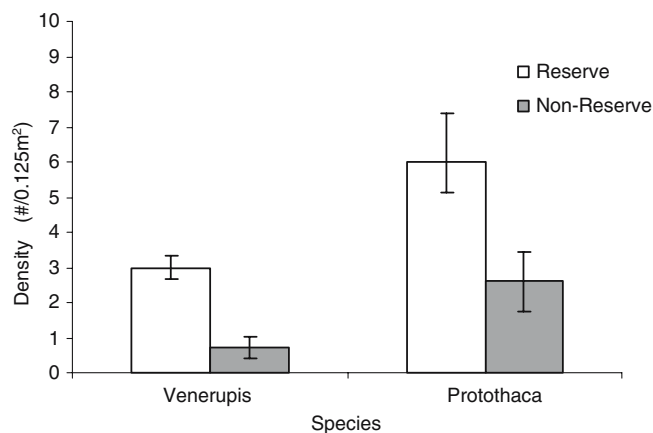 10
9
8
7
6
5
4
3
2
1
0
Density (#/0.125m²)
Reserve
Non-Reserve
Venerupis Protothaca
Species